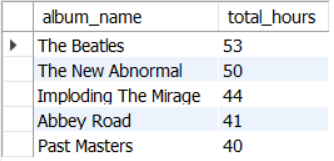 album_name total_hours
The Beatles 53
The New Abnormal 50
Imploding The Mirage 44
Abbey Road 41
Past Masters 40